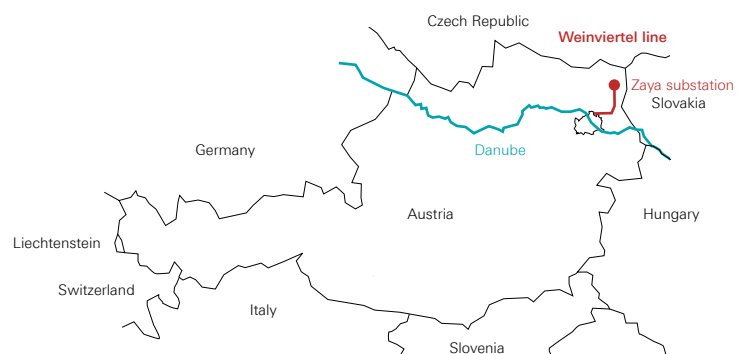 Czech Republic
Weinviertel line
Zaya substation
Slovakia
Germany
Danube
Austria
Hungary
Liechtenstein
Switzerland
Italy
Slovenia